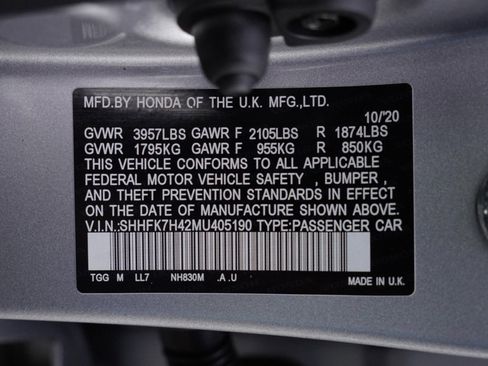 MFD.BY HONDA OF THE U.K. MFG.,LTD.
10/'20
GVWR 3957LBS GAWR F 2105LBS R 1874LBS
GVWR 1795KG GAWR F 955KG R 850KG
THIS VEHICLE CONFORMS TO ALL APPLICABLE
FEDERAL MOTOR VEHICLE SAFETY , BUMPER ,
AND THEFT PREVENTION STANDARDS IN EFFECT
ON THE DATE OF MANUFACTURE SHOWN ABOVE.
V.I.N.:SHHFK7H42MU405190 TYPE:PASSENGER CAR
TGG M LL7 NH830M .A .U
MADE IN U.K.